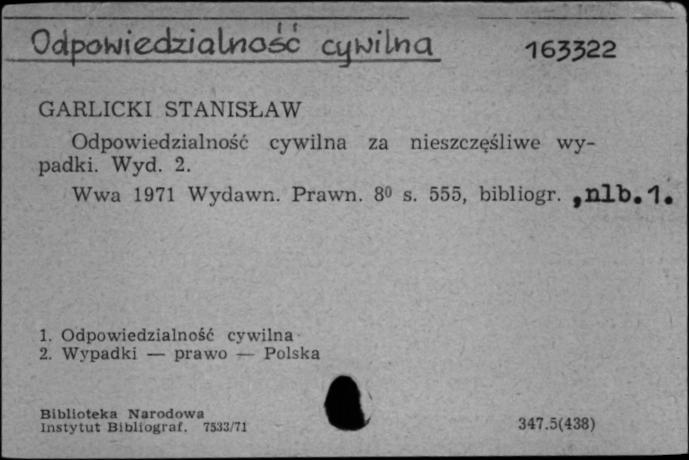 Odpowiedzialność cywilna 163322
GARLICKI STANISŁAW
Odpowiedzialność cywilna za nieszczęśliwe wy-
padki. Wyd. 2.
Wwa 1971 Wydawn. Prawn. 8⁰ s. 555, bibliogr. , nlb. 1.
1. Odpowiedzialność cywilna
2. Wypadki — prawo — Polska
Biblioteka Narodowa
Instytut Bibliograf. 7533/71
347.5(438)